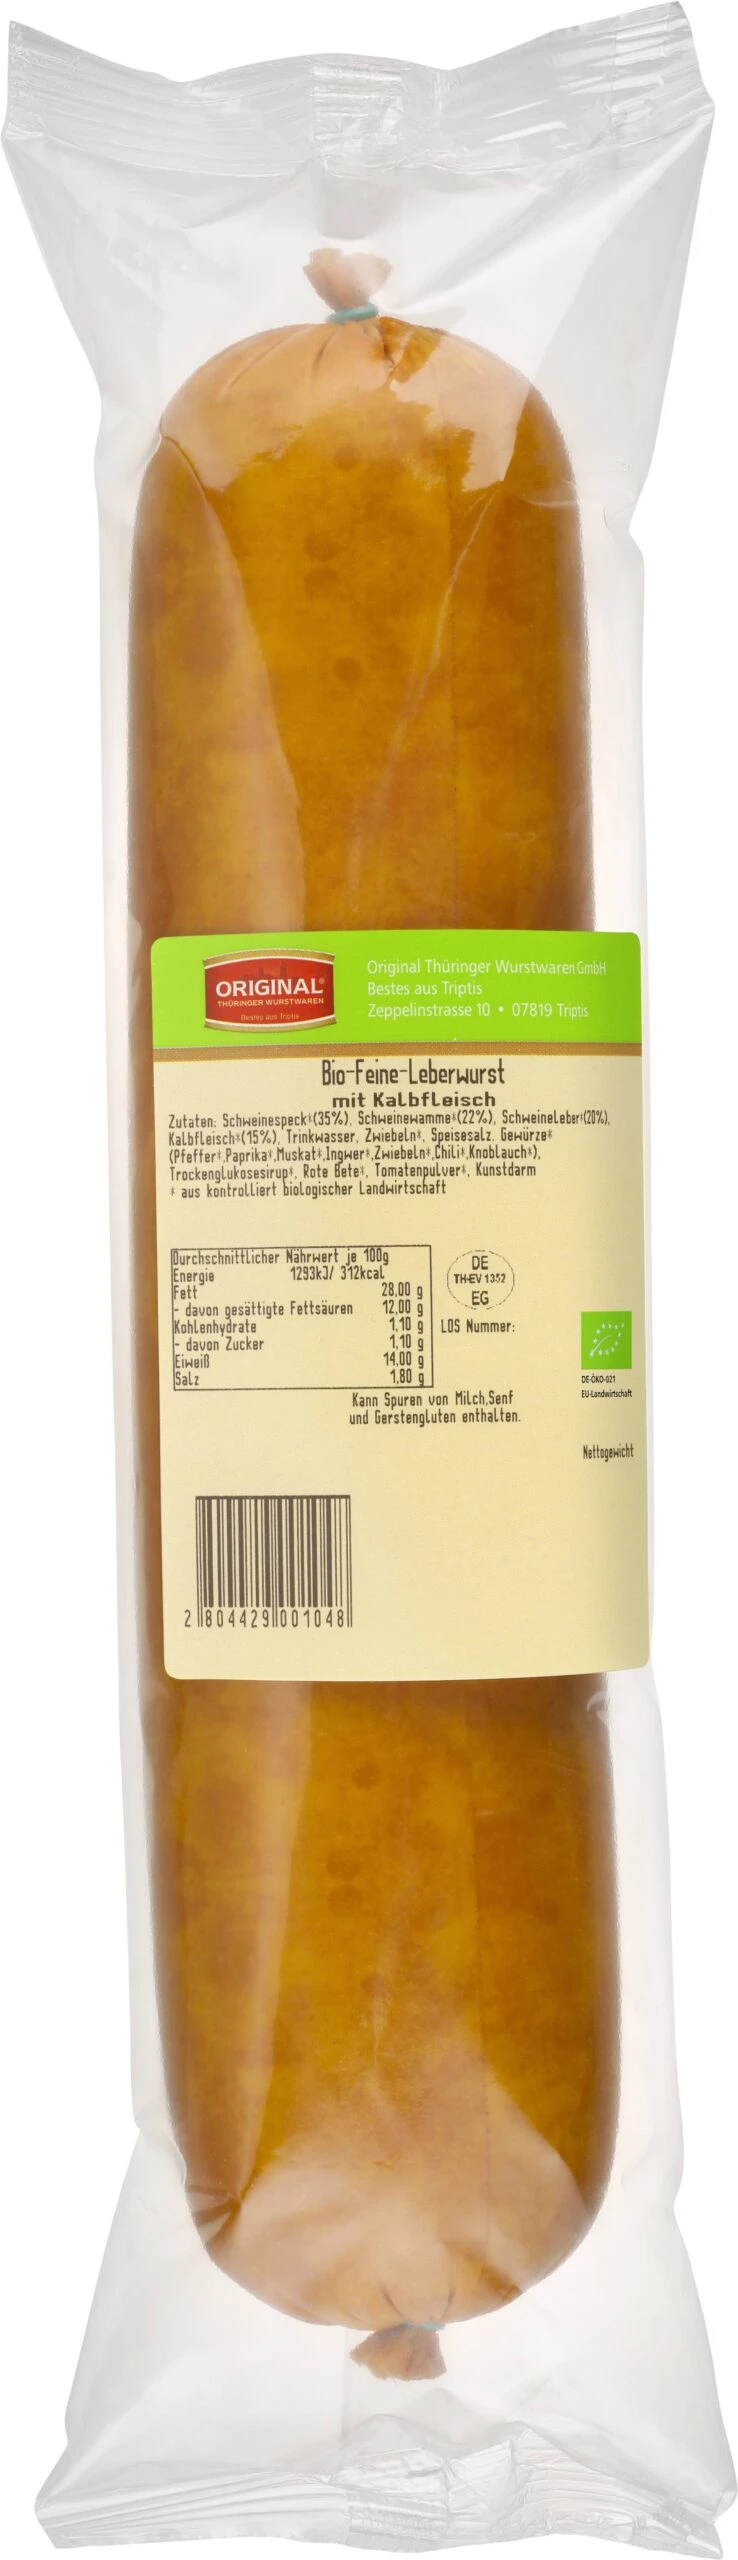 ORIGINAL®
THÜRINGER WURSTWAREN
Bestes aus Triptis
Original Thüringer Wurstwaren GmbH
Bestes aus Triptis
Zeppelinstrasse 10 • 07819 Triptis
Bio-Feine-Leberwurst
mit Kalbfleisch
Zutaten: Schweinespeck*(35%), Schweinewamme*(22%), Schweineleber*(20%),
Kalbfleisch*(15%), Trinkwasser, Zwiebeln*, Speisesalz, Gewürze*
(Pfeffer*,Paprika*,Muskat*,Ingwer*,Zwiebeln*,Chili*,Knoblauch*),
Trockenglukosesirup*, Rote Bete*, Tomatenpulver*, Kunstdarm
* aus kontrolliert biologischer Landwirtschaft
Durchschnittlicher Nährwert je 100g
Energie 1293kJ/ 312kcal
Fett 28,00 g
- davon gesättigte Fettsäuren 12,00 g
Kohlenhydrate 1,10 g
- davon Zucker 1,10 g
Eiweiß 14,00 g
Salz 1,80 g
DE
TH-EV 1352
EG
LOS Nummer:
DE-ÖKO-021
EU-Landwirtschaft
Kann Spuren von Milch,Senf
und Gerstengluten enthalten.
Nettogewicht
2 804429 001048